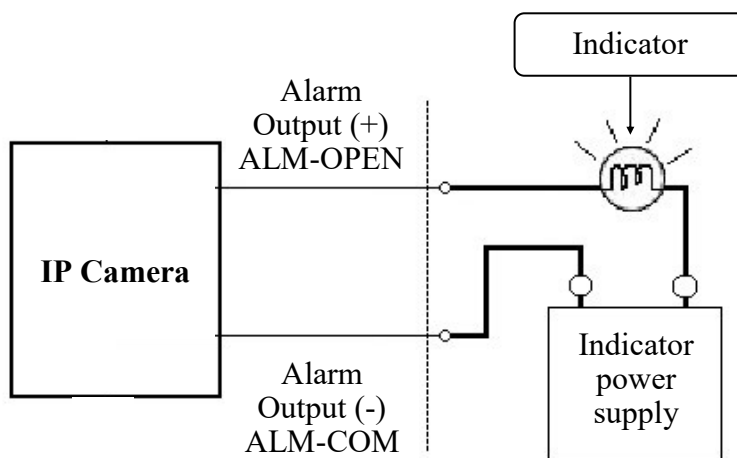 Indicator
Alarm
Output (+)
ALM-OPEN
IP Camera
Indicator
power
supply
Alarm
Output (-)
ALM-COM